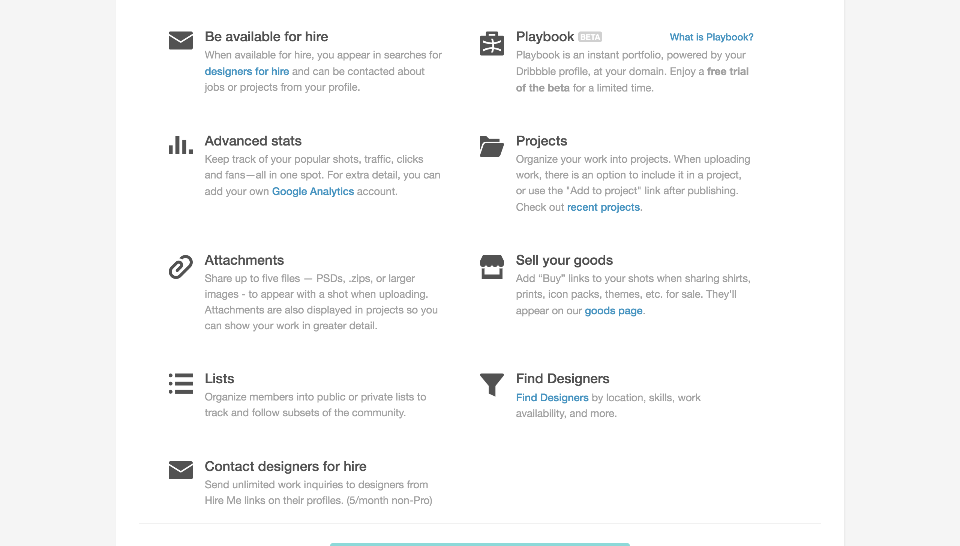 Be available for hire
When available for hire, you appear in searches for
designers for hire and can be contacted about
jobs or projects from your profile.
Playbook BETA
What is Playbook?
Playbook is an instant portfolio, powered by your
Dribbble profile, at your domain. Enjoy a free trial
of the beta for a limited time.
Advanced stats
Keep track of your popular shots, traffic, clicks
and fans—all in one spot. For extra detail, you can
add your own Google Analytics account.
Projects
Organize your work into projects. When uploading
work, there is an option to include it in a project,
or use the "Add to project" link after publishing.
Check out recent projects.
Attachments
Share up to five files — PSDs, .zips, or larger
images - to appear with a shot when uploading.
Attachments are also displayed in projects so you
can show your work in greater detail.
Sell your goods
Add "Buy" links to your shots when sharing shirts,
prints, icon packs, themes, etc. for sale. They'll
appear on our goods page.
Lists
Organize members into public or private lists to
track and follow subsets of the community.
Find Designers
Find Designers by location, skills, work
availability, and more.
Contact designers for hire
Send unlimited work inquiries to designers from
Hire Me links on their profiles. (5/month non-Pro)